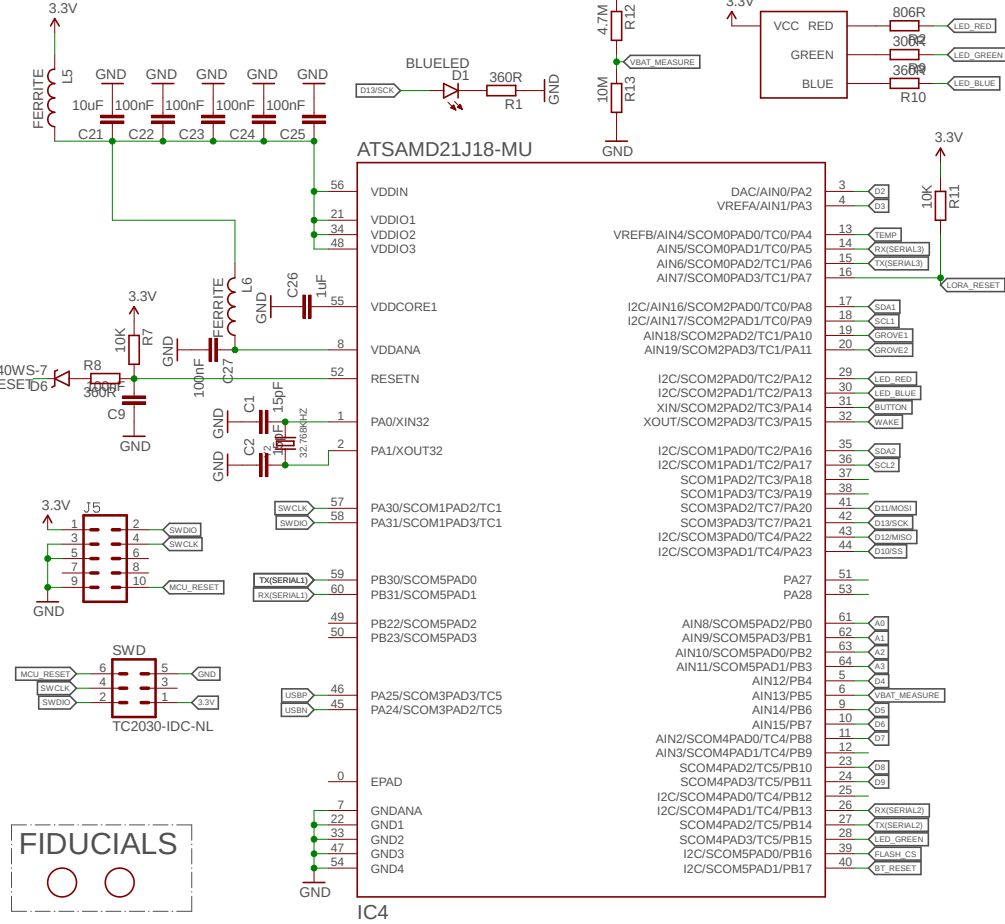 3.3V
FERRITE
L5
GND GND GND GND GND
10uF 100nF 100nF 100nF 100nF
C21 C22 C23 C24 C25
BLUELED
D1
D13/SCK
360R
R1
GND
4.7M
R12
VBAT_MEASURE
10M
R13
GND
3.3V
VCC RED
GREEN
BLUE
806R
LED_RED
R2
300R
LED_GREEN
R9
360R
LED_BLUE
R10
3.3V
10K
R11
LORA_RESET
ATSAMD21J18-MU
56 VDDIN
21 VDDIO1
34 VDDIO2
48 VDDIO3
55 VDDCORE1
8 VDDANA
52 RESETN
1 PA0/XIN32
2 PA1/XOUT32
SWCLK 57 PA30/SCOM1PAD2/TC1
SWDIO 58 PA31/SCOM1PAD3/TC1
TX(SERIAL1) 59 PB30/SCOM5PAD0
RX(SERIAL1) 60 PB31/SCOM5PAD1
49 PB22/SCOM5PAD2
50 PB23/SCOM5PAD3
USBP 46 PA25/SCOM3PAD3/TC5
USBN 45 PA24/SCOM3PAD2/TC5
0 EPAD
7 GNDANA
22 GND1
33 GND2
47 GND3
54 GND4
GND
DAC/AIN0/PA2 3 D2
VREFA/AIN1/PA3 4 D3
VREFB/AIN4/SCOM0PAD0/TC0/PA4 13 TEMP
AIN5/SCOM0PAD1/TC0/PA5 14 RX(SERIAL3)
AIN6/SCOM0PAD2/TC1/PA6 15 TX(SERIAL3)
AIN7/SCOM0PAD3/TC1/PA7 16
I2C/AIN16/SCOM2PAD0/TC0/PA8 17 SDA1
I2C/AIN17/SCOM2PAD1/TC0/PA9 18 SCL1
AIN18/SCOM2PAD2/TC1/PA10 19 GROVE1
AIN19/SCOM2PAD3/TC1/PA11 20 GROVE2
I2C/SCOM2PAD0/TC2/PA12 29 LED_RED
I2C/SCOM2PAD1/TC2/PA13 30 LED_BLUE
XIN/SCOM2PAD2/TC3/PA14 31 BUTTON
XOUT/SCOM2PAD3/TC3/PA15 32 WAKE
I2C/SCOM1PAD0/TC2/PA16 35 SDA2
I2C/SCOM1PAD1/TC2/PA17 36 SCL2
SCOM1PAD2/TC3/PA18 37
SCOM1PAD3/TC3/PA19 38
SCOM3PAD2/TC7/PA20 41 D11/MOSI
SCOM3PAD3/TC7/PA21 42 D13/SCK
I2C/SCOM3PAD0/TC4/PA22 43 D12/MISO
I2C/SCOM3PAD1/TC4/PA23 44 D10/SS
PA27 51
PA28 53
AIN8/SCOM5PAD2/PB0 61 A0
AIN9/SCOM5PAD3/PB1 62 A1
AIN10/SCOM5PAD0/PB2 63 A2
AIN11/SCOM5PAD1/PB3 64 A3
AIN12/PB4 5 D4
AIN13/PB5 6 VBAT_MEASURE
AIN14/PB6 9 D5
AIN15/PB7 10 D6
AIN2/SCOM4PAD0/TC4/PB8 11 D7
AIN3/SCOM4PAD1/TC4/PB9 12
SCOM4PAD2/TC5/PB10 23 D8
SCOM4PAD3/TC5/PB11 24 D9
I2C/SCOM4PAD0/TC4/PB12 25
I2C/SCOM4PAD1/TC4/PB13 26 RX(SERIAL2)
SCOM4PAD2/TC5/PB14 27 TX(SERIAL2)
SCOM4PAD3/TC5/PB15 28 LED_GREEN
I2C/SCOM5PAD0/PB16 39 FLASH_CS
I2C/SCOM5PAD1/PB17 40 BT_RESET
IC4
FERRITE
L6
GND
C26
1uF
GND
100nF
C27
3.3V
10K
R7
40WS-7
ESET
D6
R8
360R
100nF
C9
GND
GND
C1
15pF
GND
C2
15pF
32.768KHZ
3.3V
J5
1 2 SWDIO
3 4 SWCLK
5 6
7 8
9 10 MCU_RESET
GND
SWD
MCU_RESET 6 5 GND
SWCLK 4 3
SWDIO 2 1 3.3V
TC2030-IDC-NL
FIDUCIALS